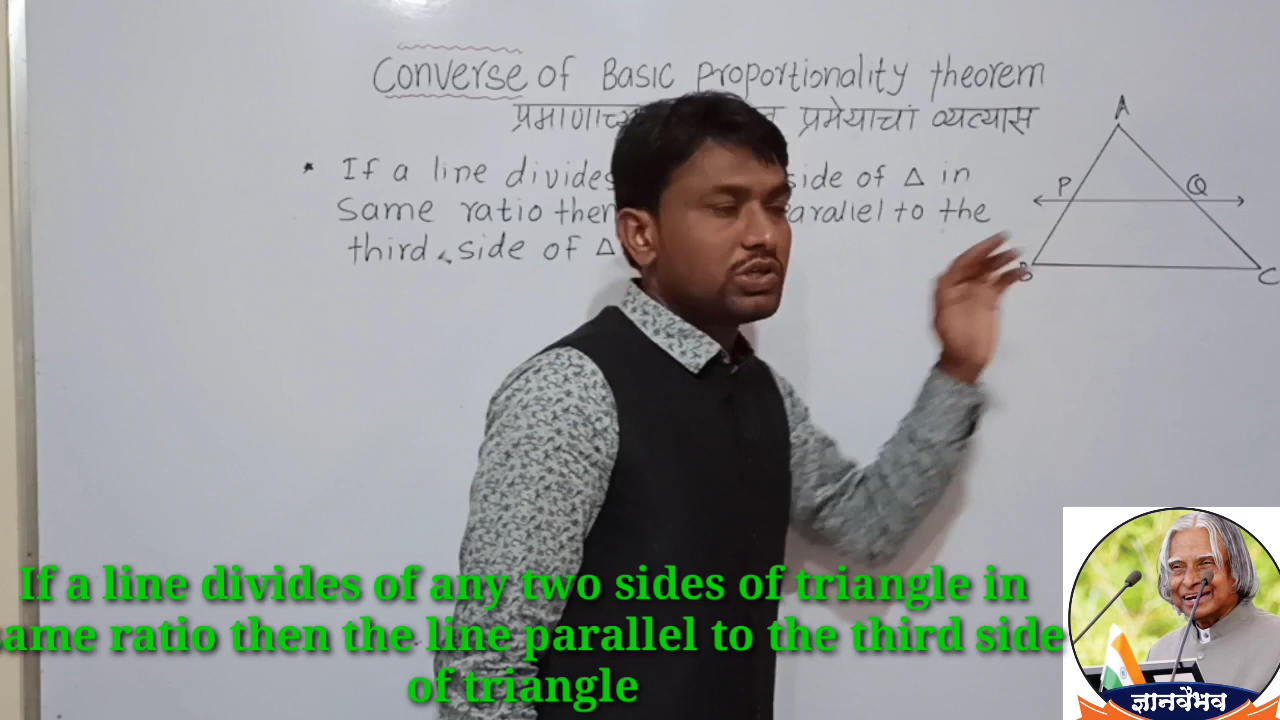 Converse of Basic proportionality theorem
प्रमेयाचां व्यत्यास
* If a line divides side of Δ in
Same ratio then parallel to the
third side of Δ
A
P Q
B C
If a line divides of any two sides of triangle in
same ratio then the line parallel to the third side
of triangle
ज्ञानवैभव